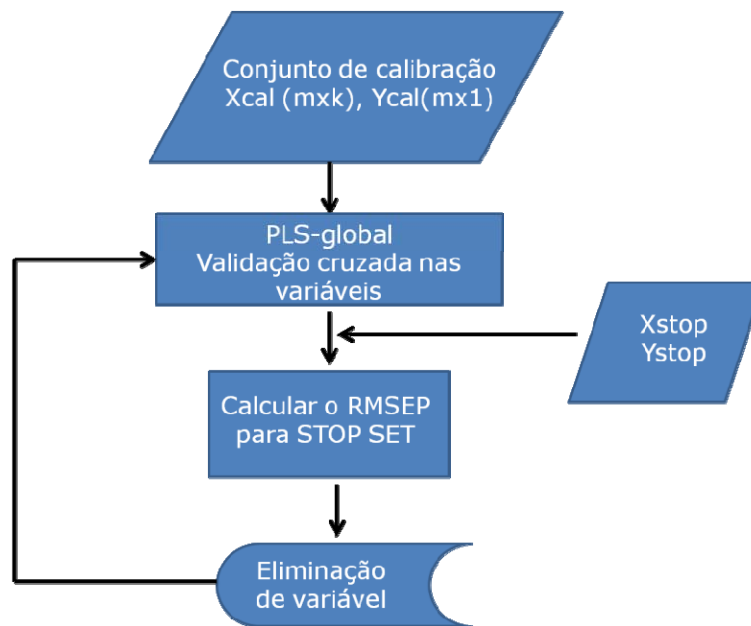 Conjunto de calibração
Xcal (mxk), Ycal(mx1)
PLS-global
Validação cruzada nas
variáveis
Xstop
Ystop
Calcular o RMSEP
para STOP SET
Eliminação
de variável